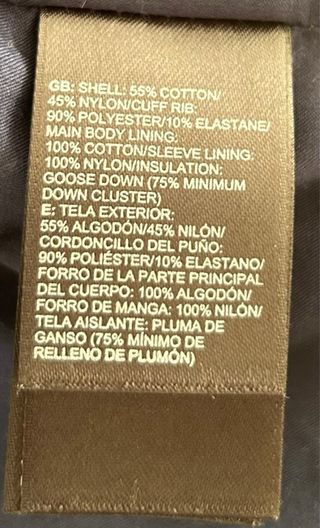 GB: SHELL: 55% COTTON/
45% NYLON/CUFF RIB:
90% POLYESTER/10% ELASTANE/
MAIN BODY LINING:
100% COTTON/SLEEVE LINING:
100% NYLON/INSULATION:
GOOSE DOWN (75% MINIMUM
DOWN CLUSTER)
E: TELA EXTERIOR:
55% ALGODÓN/45% NILÓN/
CORDONCILLO DEL PUÑO:
90% POLIÉSTER/10% ELASTANO/
FORRO DE LA PARTE PRINCIPAL
DEL CUERPO: 100% ALGODÓN/
FORRO DE MANGA: 100% NILÓN/
TELA AISLANTE: PLUMA DE
GANSO (75% MÍNIMO DE
RELLENO DE PLUMÓN)